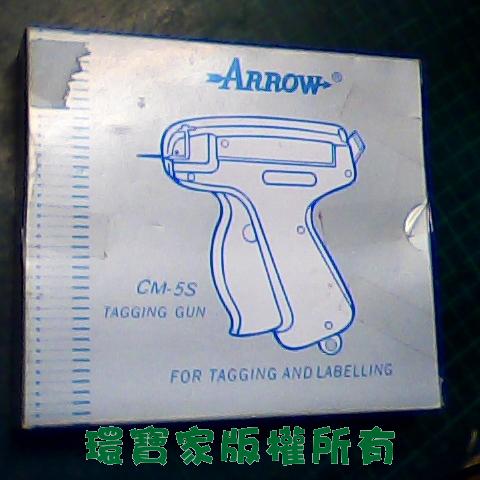 ARROW®
CM-5S
TAGGING GUN
FOR TAGGING AND LABELLING
環寶家版權所有